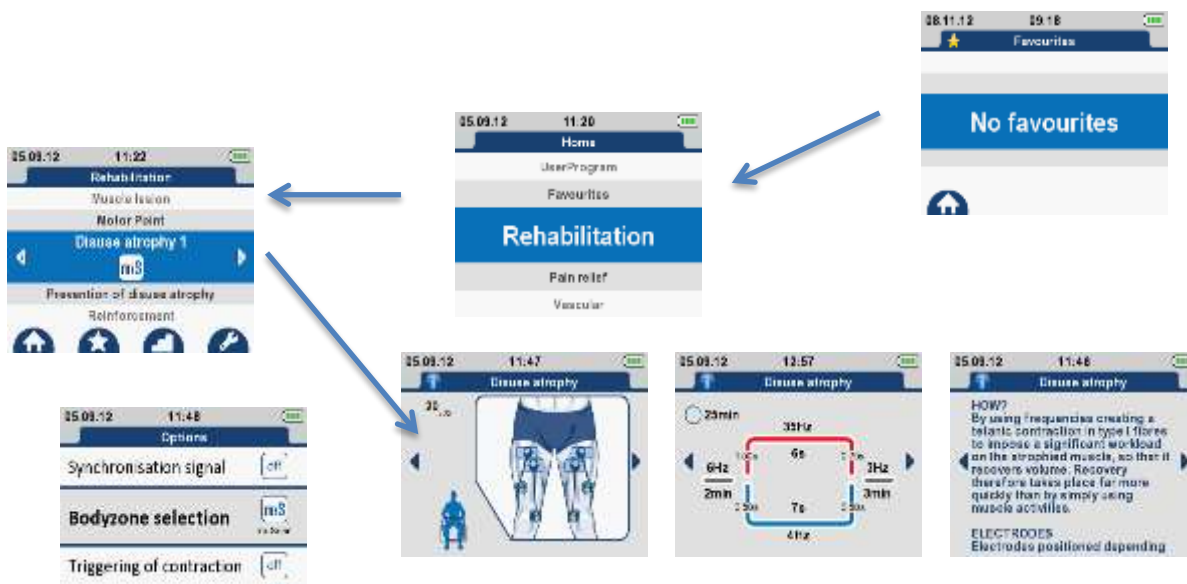 08.11.12 09:18
Favourites
No favourites
05.09.12 11:20
Home
UserProgram
Favourites
Rehabilitation
Pain relief
Vascular
05.09.12 11:22
Rehabilitation
Muscle lesion
Motor Point
Disuse atrophy 1
mS
Prevention of disuse atrophy
Reinforcement
05.09.12 11:47
Disuse atrophy
05.09.12 12:57
Disuse atrophy
25min
35Hz
6s
6Hz
2min
3Hz
3min
7s
4Hz
05.09.12 11:48
Disuse atrophy
HOW?
By using frequencies creating a
tetanic contraction in type I fibres
to impose a significant workload
on the atrophied muscle, so that it
recovers volume. Recovery
therefore takes place far more
quickly than by simply using
muscle activities.
ELECTRODES
Electrodes positioned depending
05.09.12 11:48
Options
Synchronisation signal off
Bodyzone selection mS
Triggering of contraction off